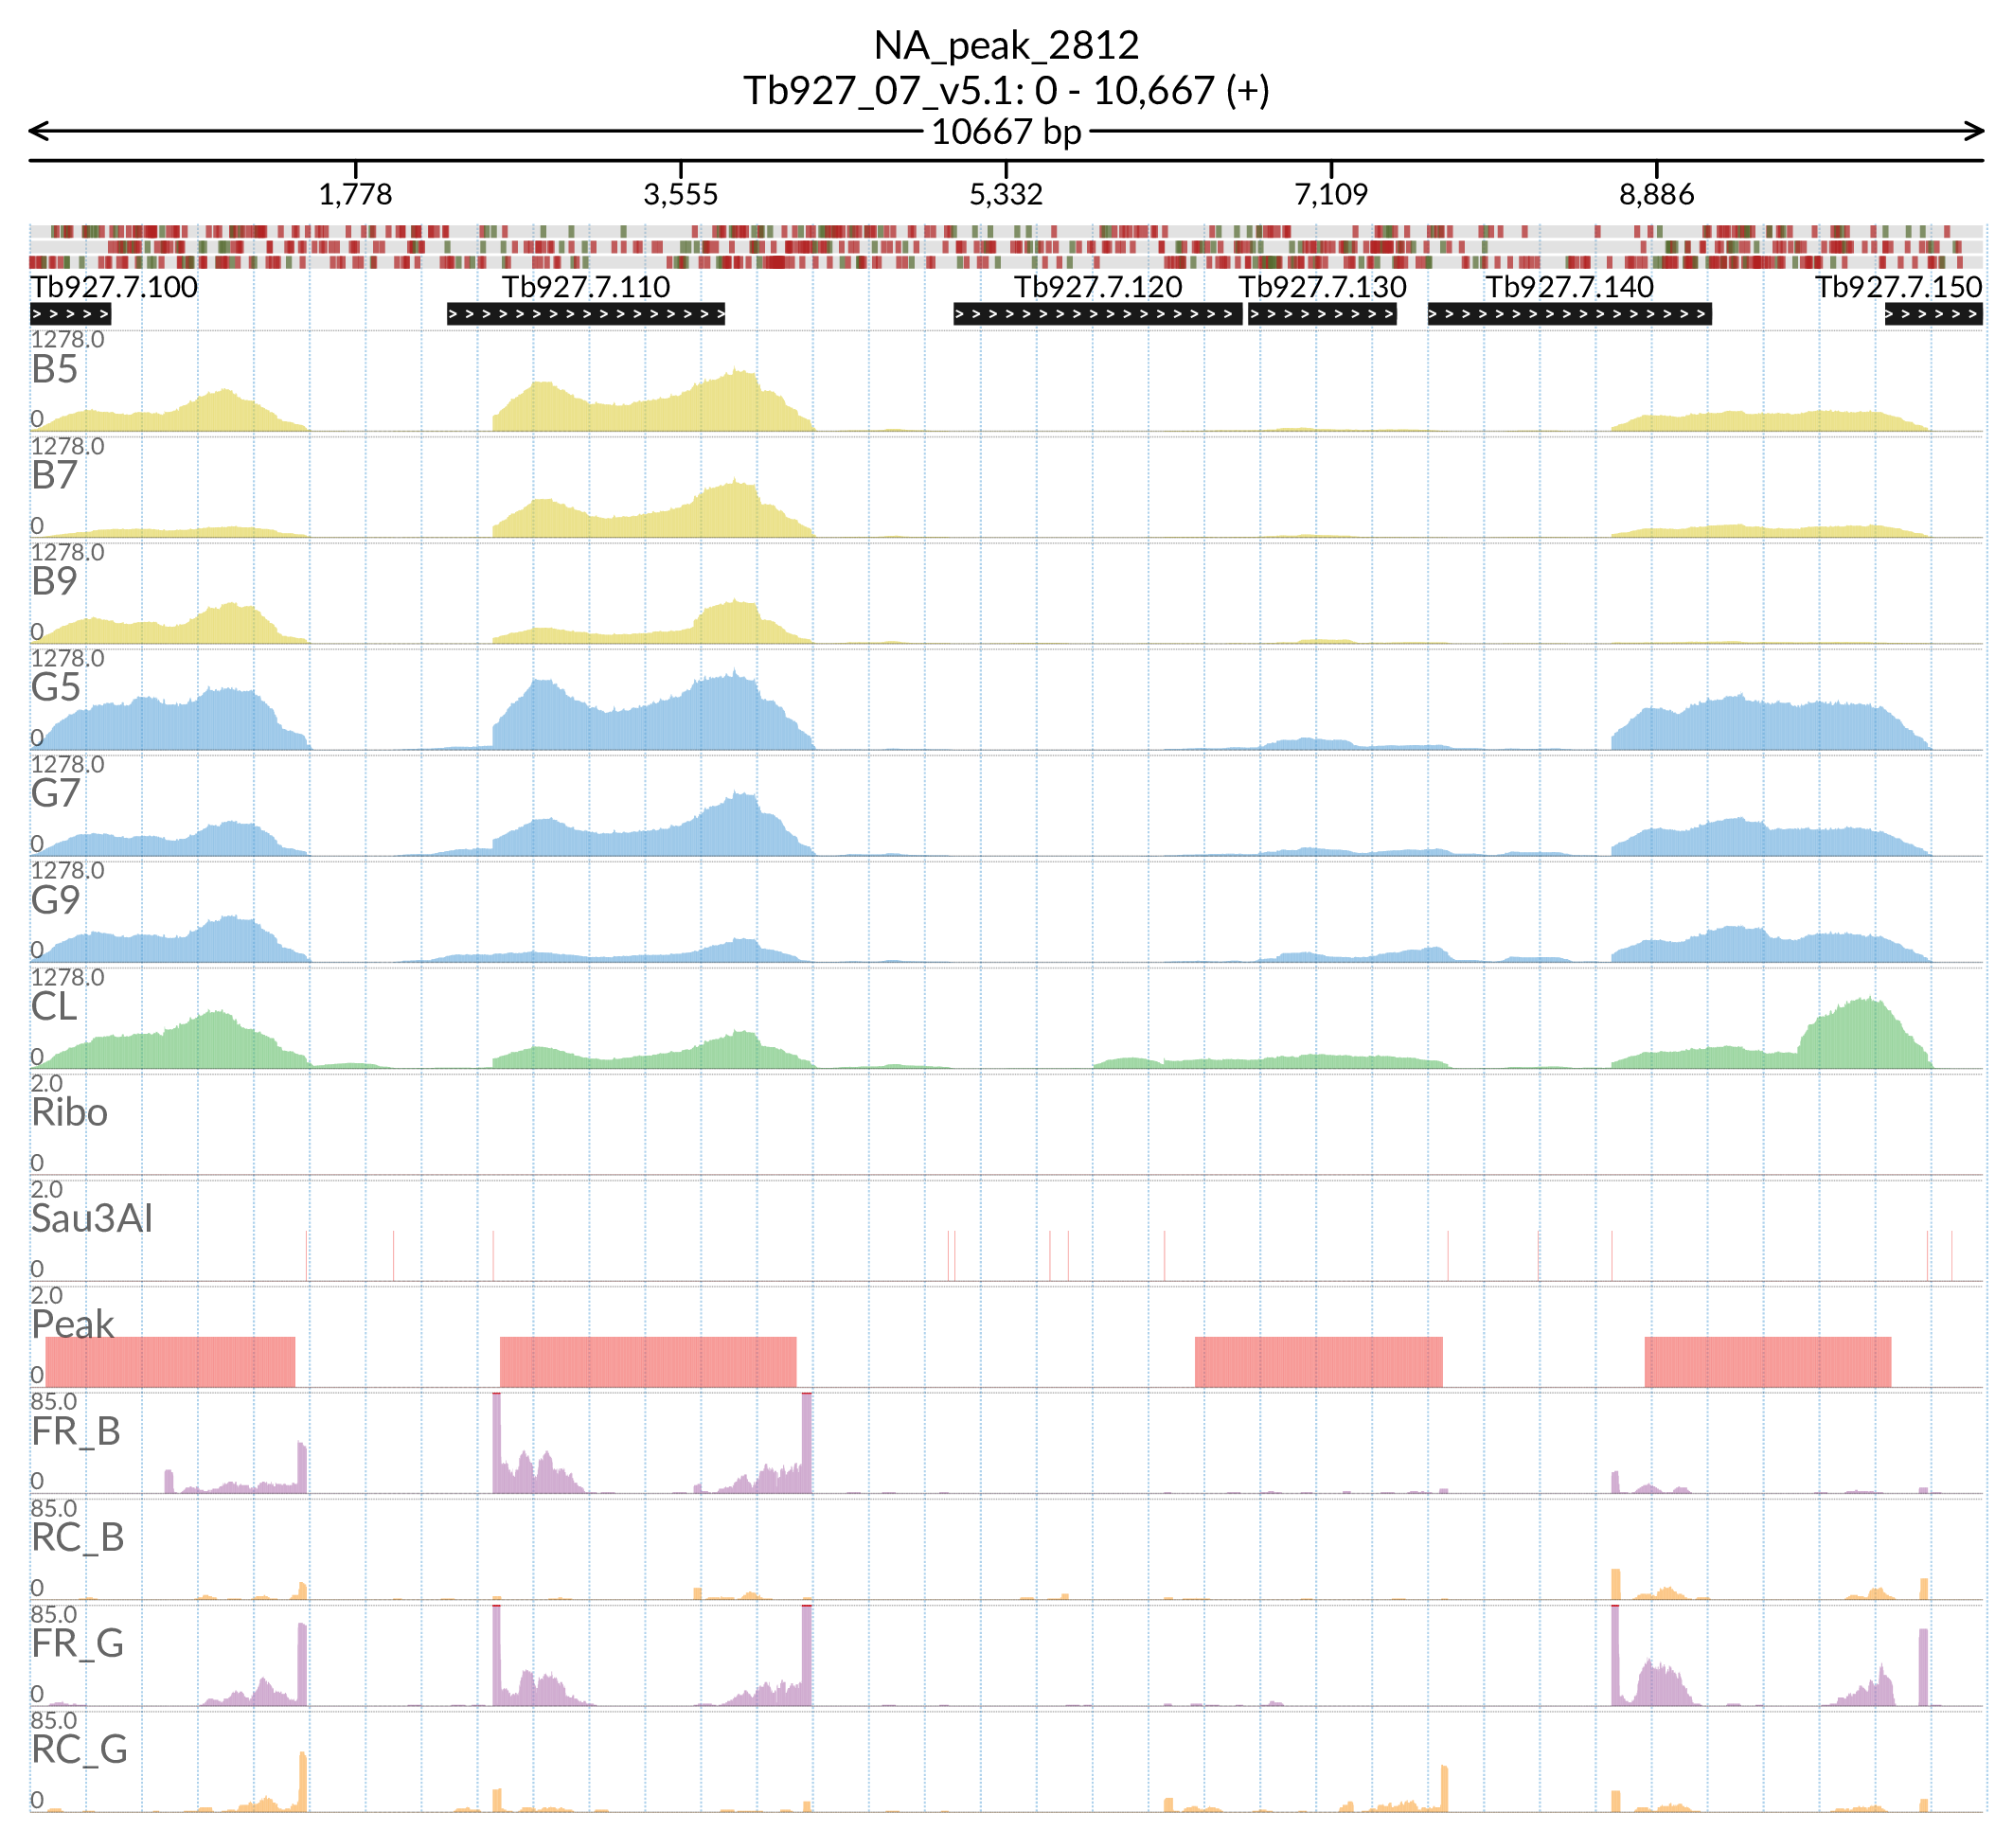 NA_peak_2812
Tb927_07_v5.1: 0 - 10,667 (+)
10667 bp
1,778 3,555 5,332 7,109 8,886
Tb927.7.100 Tb927.7.110 Tb927.7.120 Tb927.7.130 Tb927.7.140 Tb927.7.150
1278.0
B5
0
1278.0
B7
0
1278.0
B9
0
1278.0
G5
0
1278.0
G7
0
1278.0
G9
0
1278.0
CL
0
2.0
Ribo
0
2.0
Sau3AI
0
2.0
Peak
0
85.0
FR_B
0
85.0
RC_B
0
85.0
FR_G
0
85.0
RC_G
0